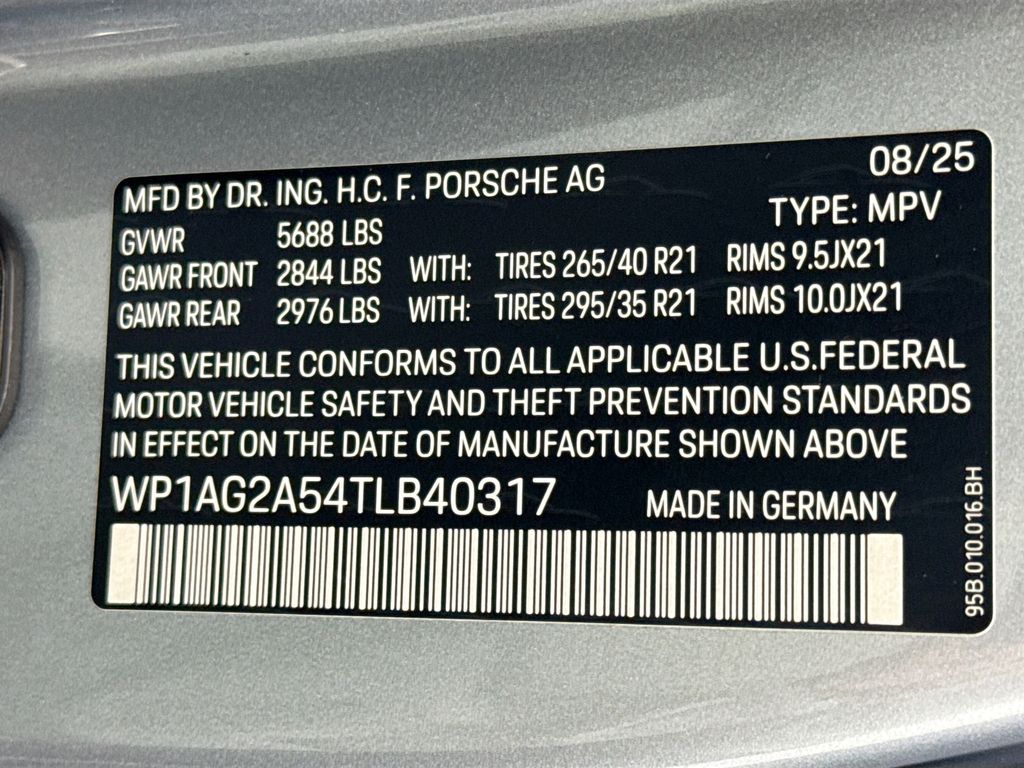 MFD BY DR. ING. H.C. F. PORSCHE AG 08/25
TYPE: MPV
GVWR 5688 LBS
GAWR FRONT 2844 LBS WITH: TIRES 265/40 R21 RIMS 9.5JX21
GAWR REAR 2976 LBS WITH: TIRES 295/35 R21 RIMS 10.0JX21
THIS VEHICLE CONFORMS TO ALL APPLICABLE U.S.FEDERAL
MOTOR VEHICLE SAFETY AND THEFT PREVENTION STANDARDS
IN EFFECT ON THE DATE OF MANUFACTURE SHOWN ABOVE
WP1AG2A54TLB40317 MADE IN GERMANY
95B.010.016.BH